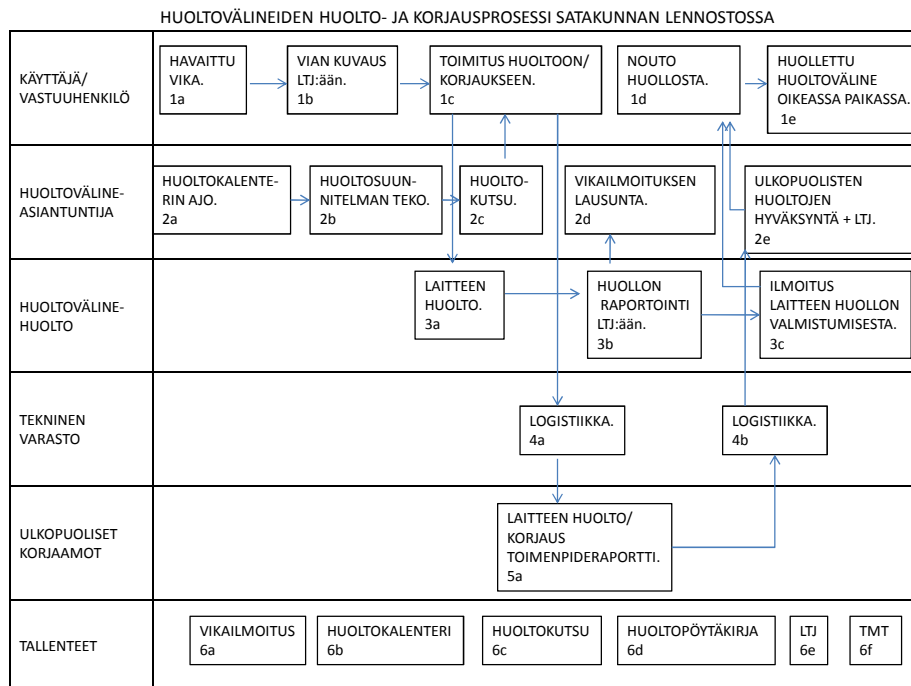 HUOLTOVÄLINEIDEN HUOLTO- JA KORJAUSPROSESSI SATAKUNNAN LENNOSTOSSA
KÄYTTÄJÄ/
VASTUUHENKILÖ
HAVAITTU
VIKA.
1a
VIAN KUVAUS
LTJ:ään.
1b
TOIMITUS HUOLTOON/
KORJAUKSEEN.
1c
NOUTO
HUOLLOSTA.
1d
HUOLLETTU
HUOLTOVÄLINE
OIKEASSA PAIKASSA.
1e
HUOLTOVÄLINE-
ASIANTUNTIJA
HUOLTOKALENTE-
RIN AJO.
2a
HUOLTOSUUN-
NITELMAN TEKO.
2b
HUOLTO-
KUTSU.
2c
VIKAILMOITUKSEN
LAUSUNTA.
2d
ULKOPUOLISTEN
HUOLTOJEN
HYVÄKSYNTÄ + LTJ.
2e
HUOLTOVÄLINE-
HUOLTO
LAITTEEN
HUOLTO.
3a
HUOLLON
RAPORTOINTI
LTJ:ään.
3b
ILMOITUS
LAITTEEN HUOLLON
VALMISTUMISESTA.
3c
TEKNINEN
VARASTO
LOGISTIIKKA.
4a
LOGISTIIKKA.
4b
ULKOPUOLISET
KORJAAMOT
LAITTEEN HUOLTO/
KORJAUS
TOIMENPIDERAPORTTI.
5a
TALLENTEET
VIKAILMOITUS
6a
HUOLTOKALENTERI
6b
HUOLTOKUTSU
6c
HUOLTOPÖYTÄKIRJA
6d
LTJ
6e
TMT
6f